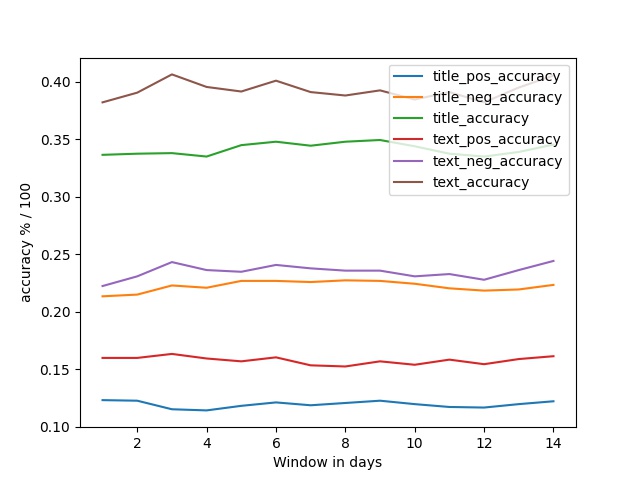 title_pos_accuracy
title_neg_accuracy
title_accuracy
text_pos_accuracy
text_neg_accuracy
text_accuracy
accuracy % / 100
0.40
0.35
0.30
0.25
0.20
0.15
0.10
2 4 6 8 10 12 14
Window in days